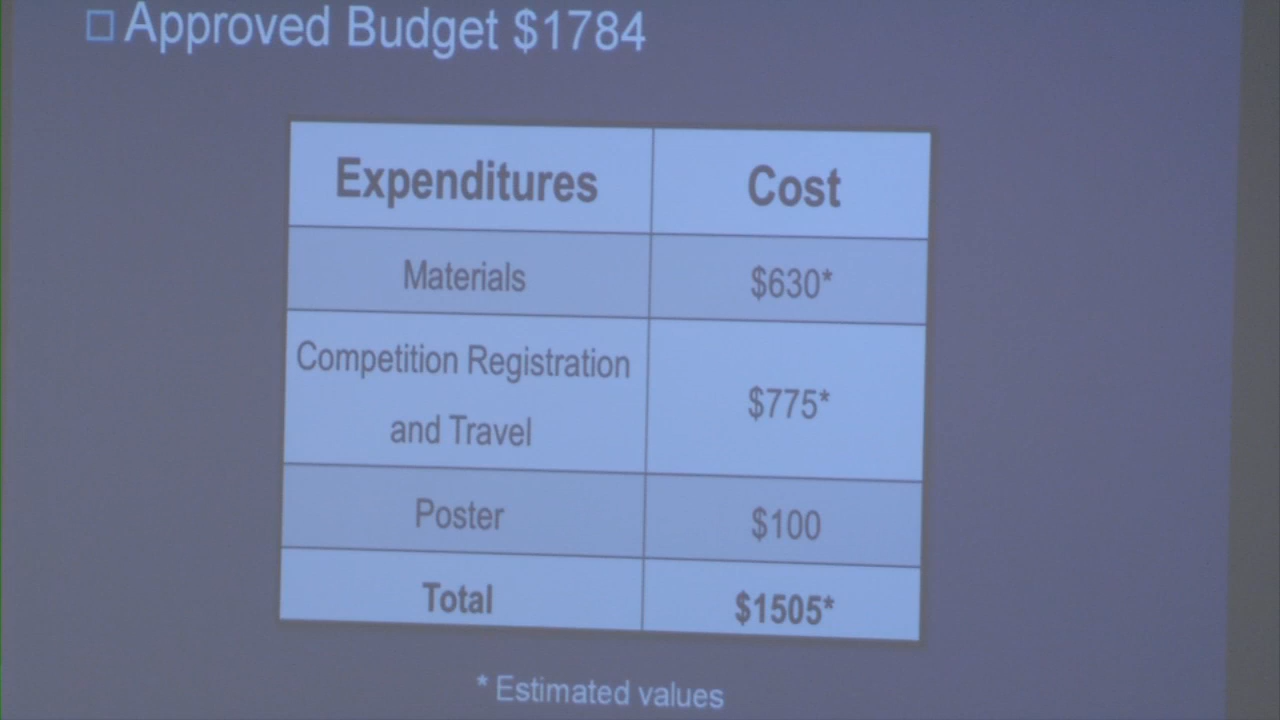 Approved Budget $1784
Expenditures Cost
Materials $630*
Competition Registration
and Travel $775*
Poster $100
Total $1505*
* Estimated values